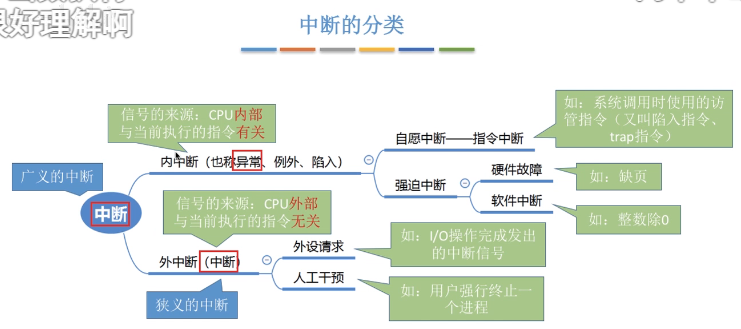 很好理解啊
中断的分类
信号的来源：CPU内部
与当前执行的指令有关
如：系统调用时使用的访
管指令（又叫陷入指令、
trap指令）
自愿中断——指令中断
内中断（也称异常、例外、陷入）
硬件故障
如：缺页
强迫中断
广义的中断
软件中断
如：整数除0
信号的来源：CPU外部
与当前执行的指令无关
中断
如：I/O操作完成发出
的中断信号
外设请求
外中断（中断）
人工干预
如：用户强行终止一
个进程
狭义的中断